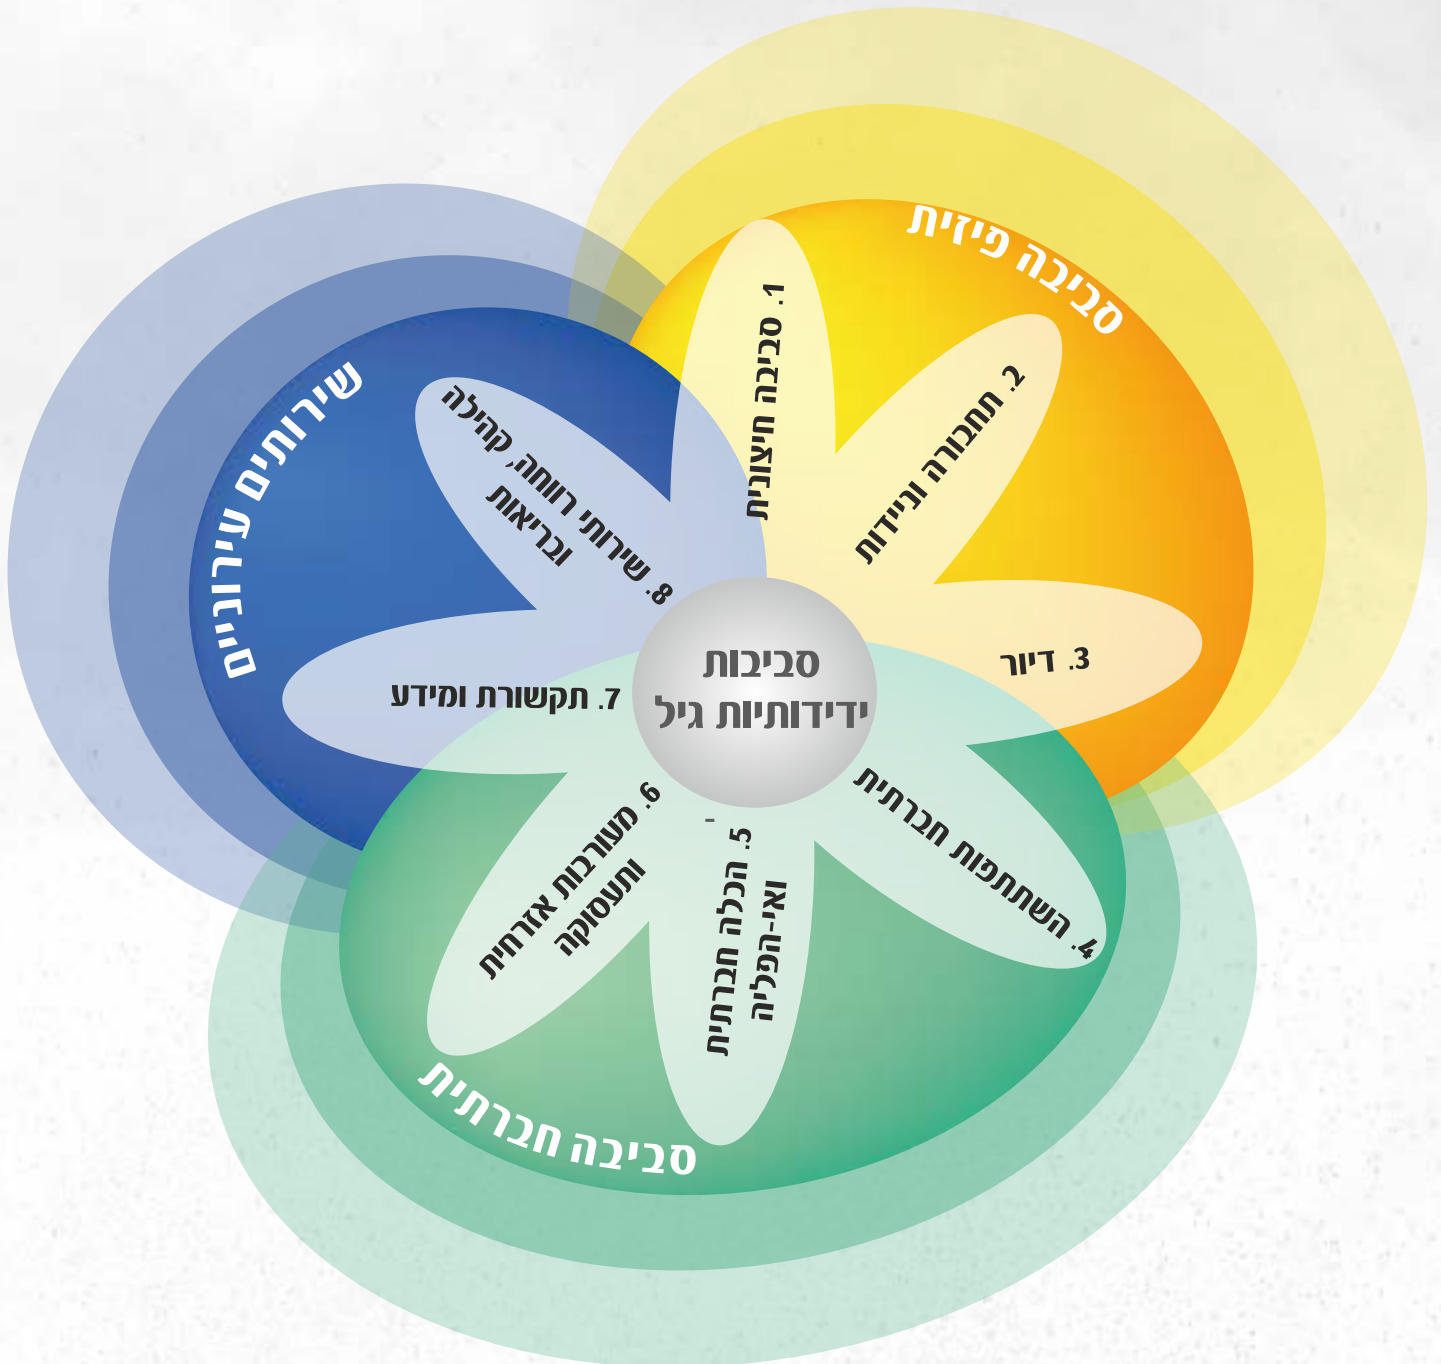 סביבה פיזית
1. סביבה חיצונית
2. תחבורה וניידות
3. דיור
סביבות
ידידותיות גיל
4. השתתפות חברתית
5. הכלה חברתית
ואי-הפליה
-
6. מעורבות אזרחית
ותעסוקה
סביבה חברתית
7. תקשורת ומידע
8. שירותי רווחה, קהילה
ובריאות
שירותים עירוניים